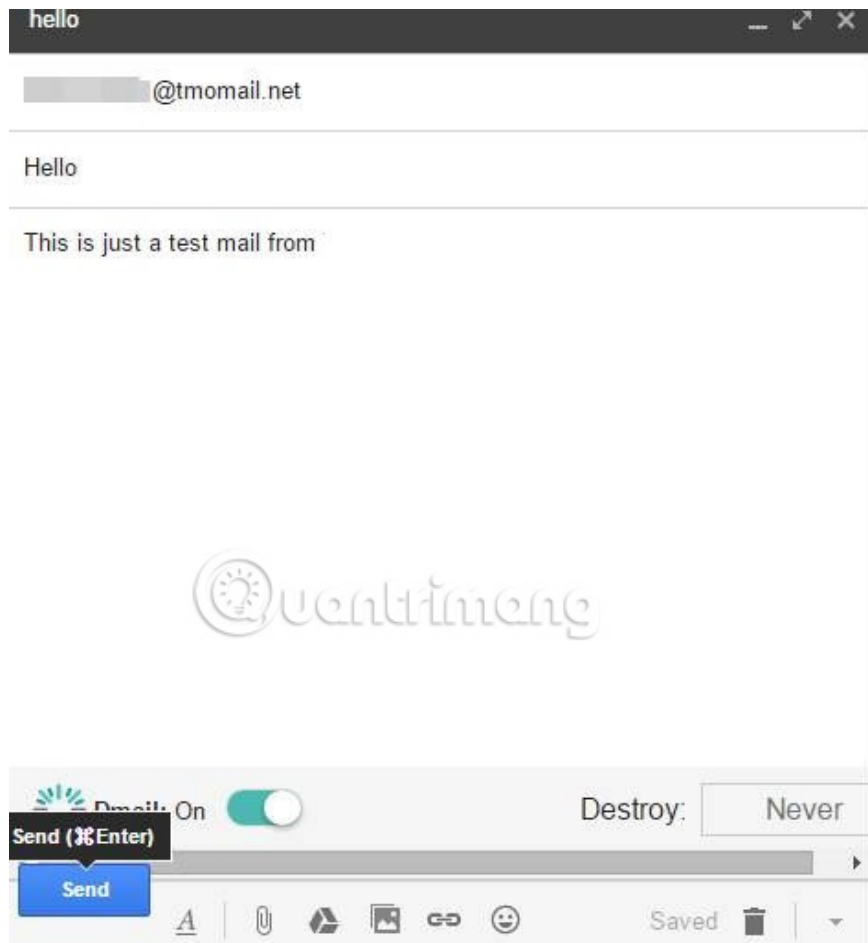 hello
@tmomail.net
Hello
This is just a test mail from
Quantrimang
Dmail: On
Destroy: Never
Send (⌘Enter)
Send
A
Saved